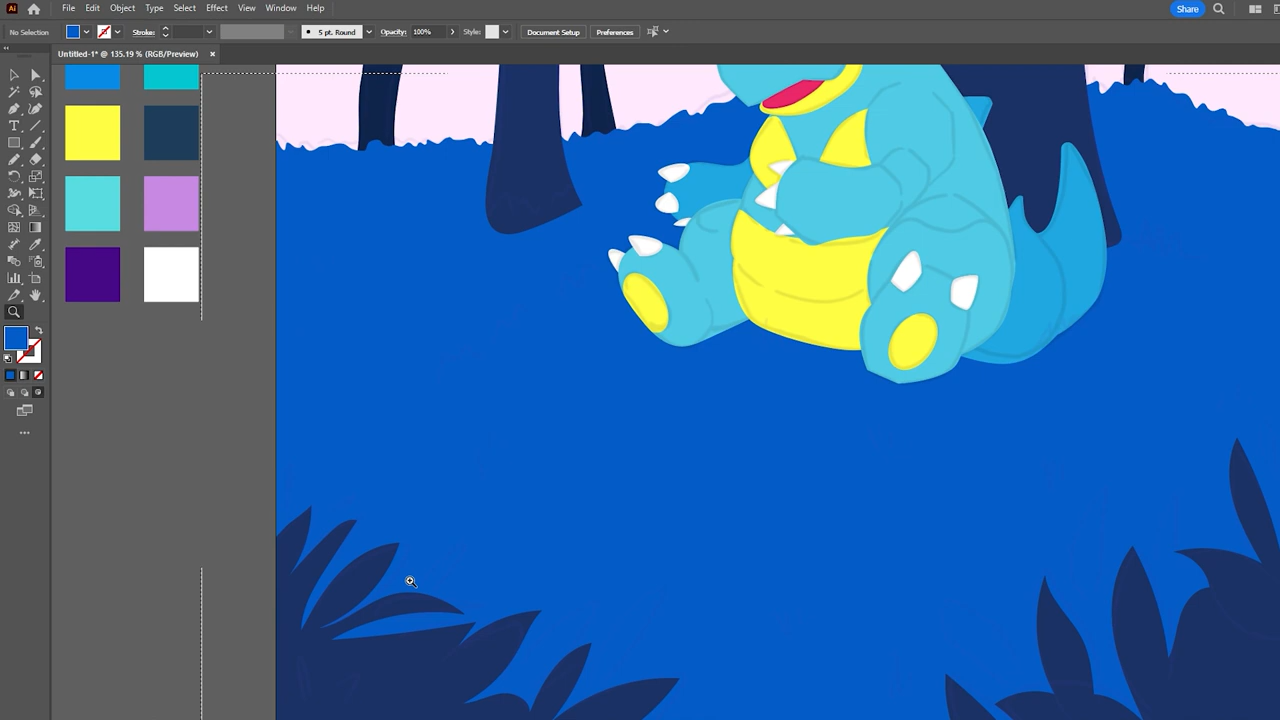 Ai File Edit Object Type Select Effect View Window Help Share
No Selection Stroke: 5 pt. Round Opacity: 100% Style: Document Setup Preferences
Untitled-1* @ 135.19 % (RGB/Preview)